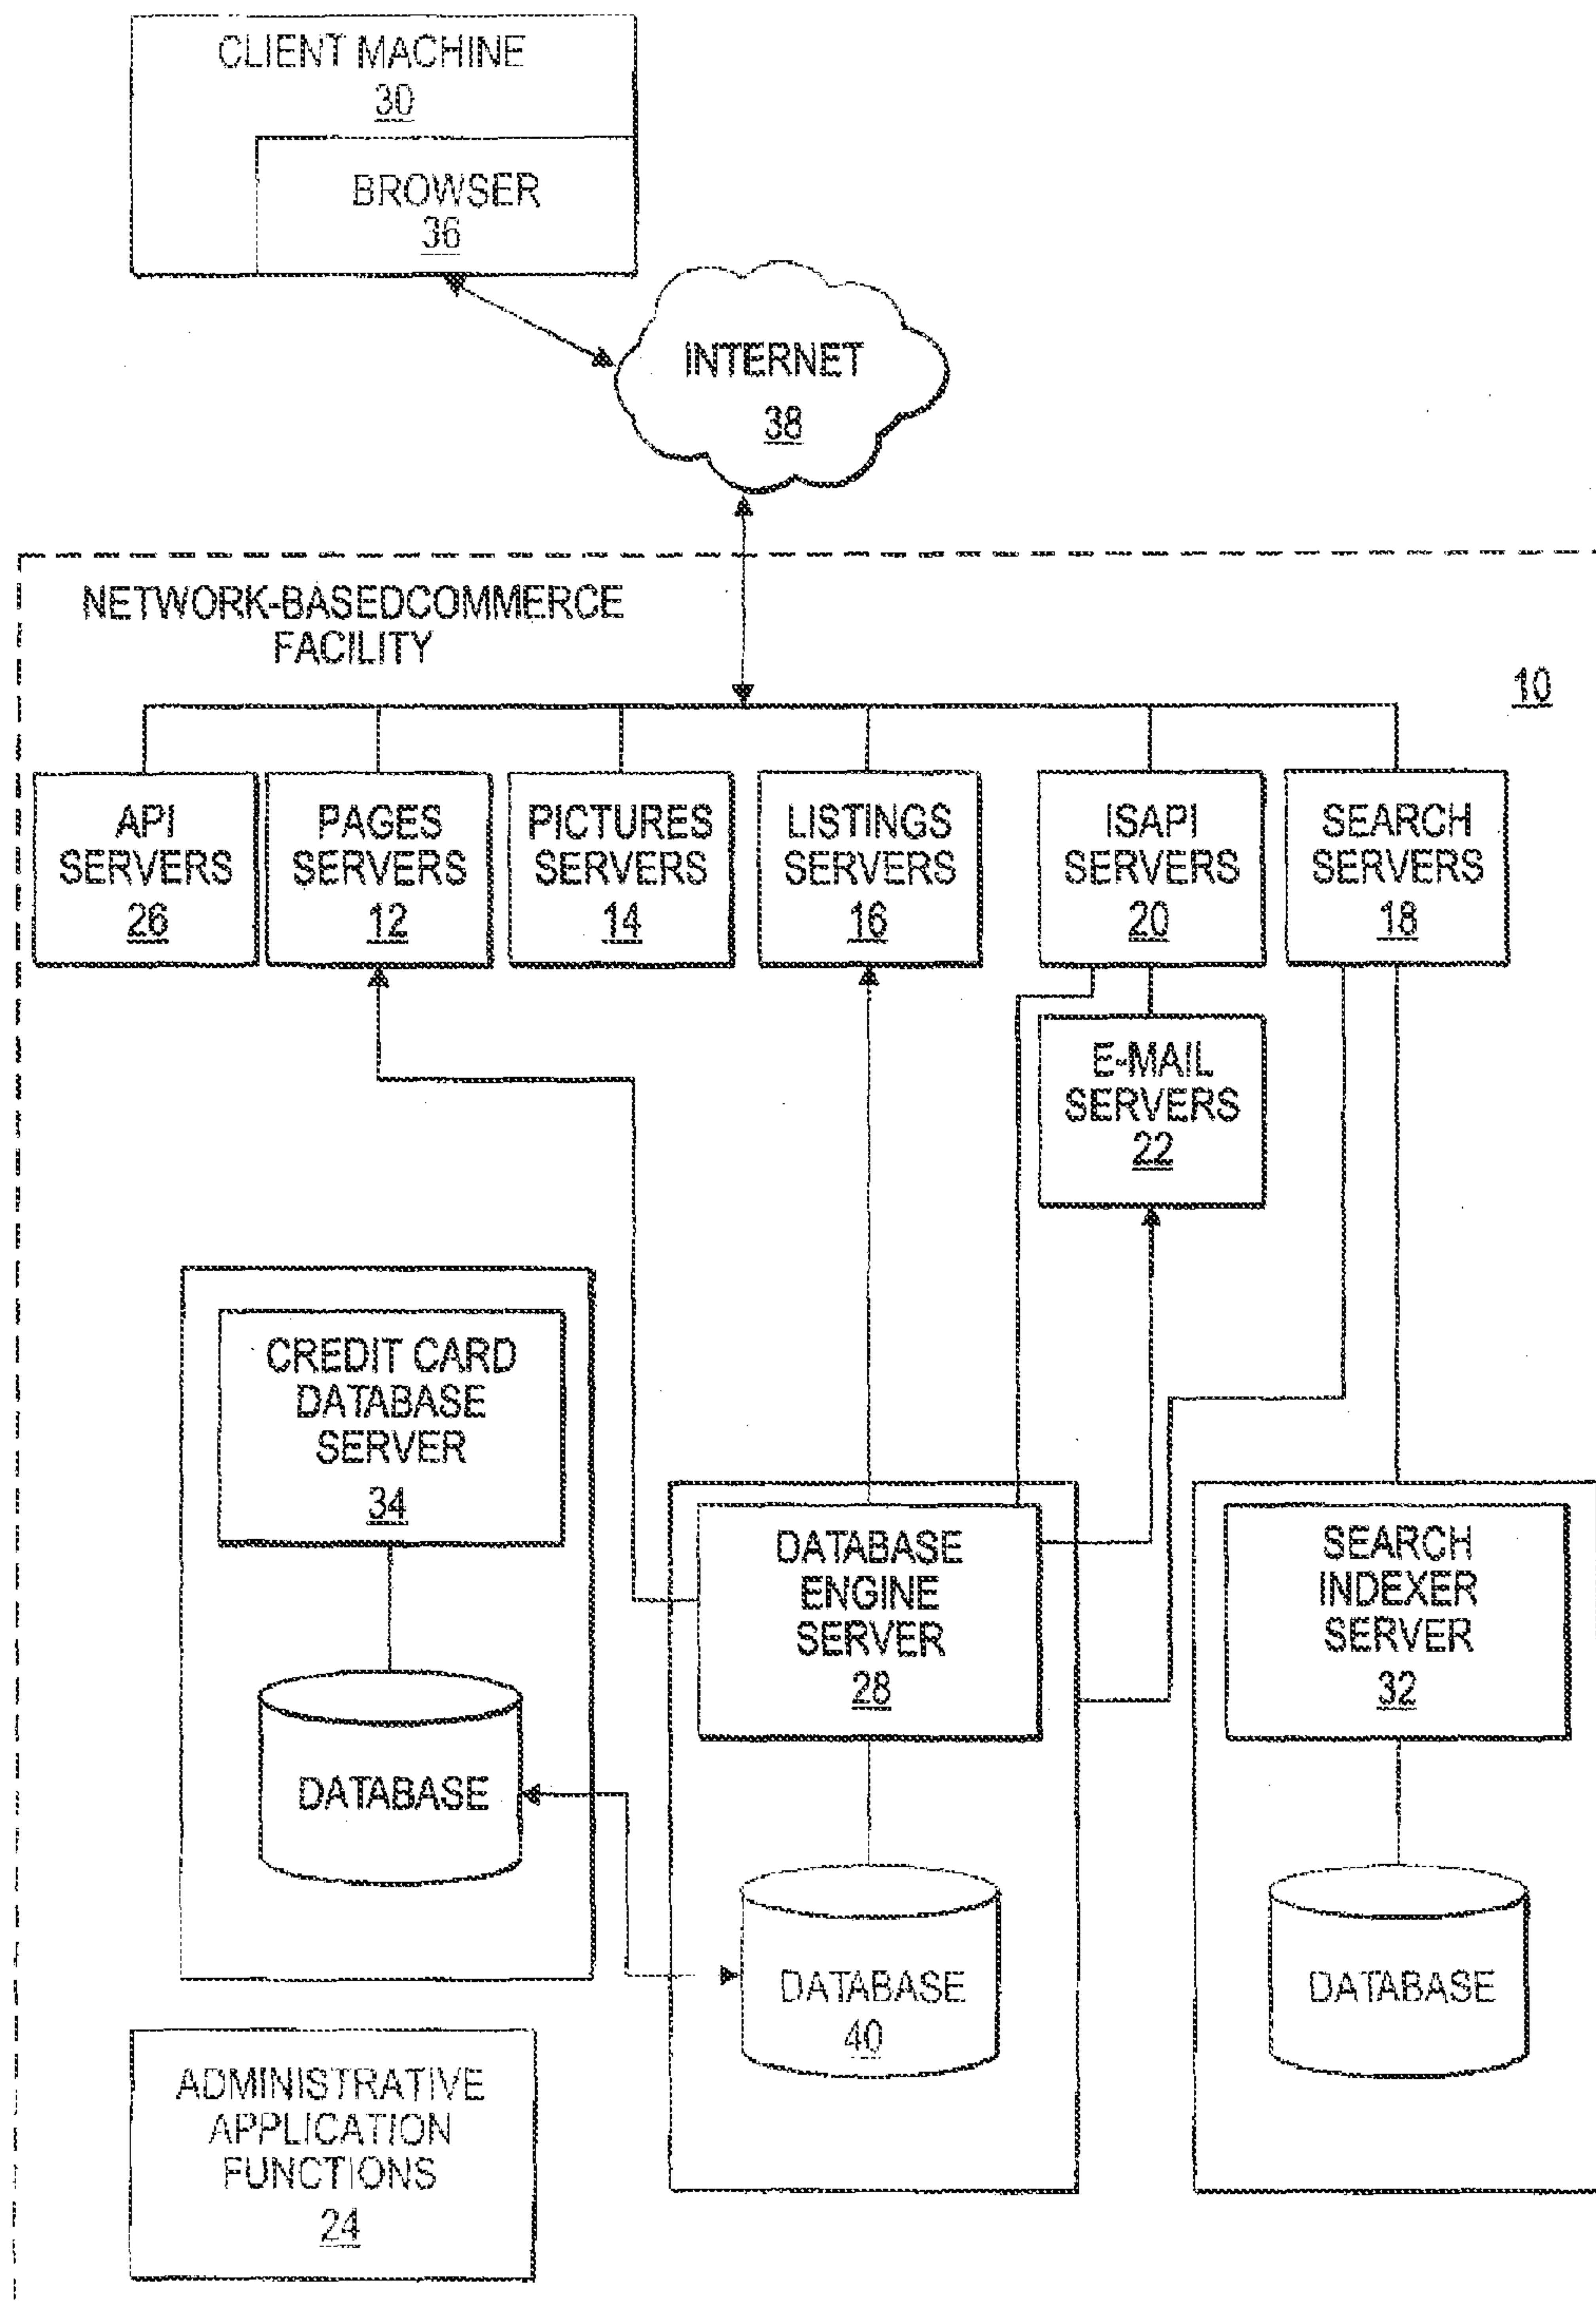 CLIENT MACHINE
30
BROWSER
36
INTERNET
38
NETWORK-BASEDCOMMERCE
FACILITY
10
API
SERVERS
26
PAGES
SERVERS
12
PICTURES
SERVERS
14
LISTINGS
SERVERS
16
ISAPI
SERVERS
20
SEARCH
SERVERS
18
E-MAIL
SERVERS
22
CREDIT CARD
DATABASE
SERVER
34
DATABASE
DATABASE
ENGINE
SERVER
28
DATABASE
40
SEARCH
INDEXER
SERVER
32
DATABASE
ADMINISTRATIVE
APPLICATION
FUNCTIONS
24